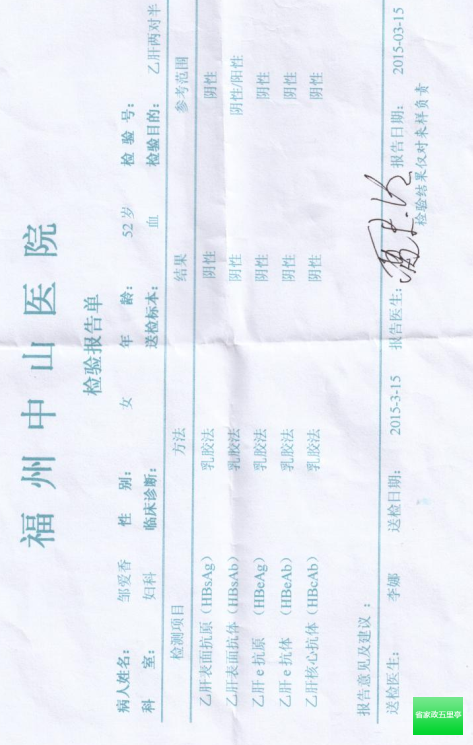 福州中山医院
检验报告单
病人姓名： 邹爱香 性 别： 女 年 龄： 52岁 检 验 号：
科 室： 妇科 临床诊断： 送检标本： 血 检验目的： 乙肝两对半
检测项目 方法 结果 参考范围
乙肝表面抗原（HBsAg） 乳胶法 阴性 阴性
乙肝表面抗体（HBsAb） 乳胶法 阴性 阴性/阳性
乙肝 e 抗原 （HBeAg） 乳胶法 阴性 阴性
乙肝 e 抗体 （HBeAb） 乳胶法 阴性 阴性
乙肝核心抗体（HBcAb） 乳胶法 阴性 阴性
报告意见及建议：
送检医生： 李娜 送检日期： 2015-3-15 报告医生： 报告日期： 2015-03-15
检验结果仅对来样负责
宿家政五里亭